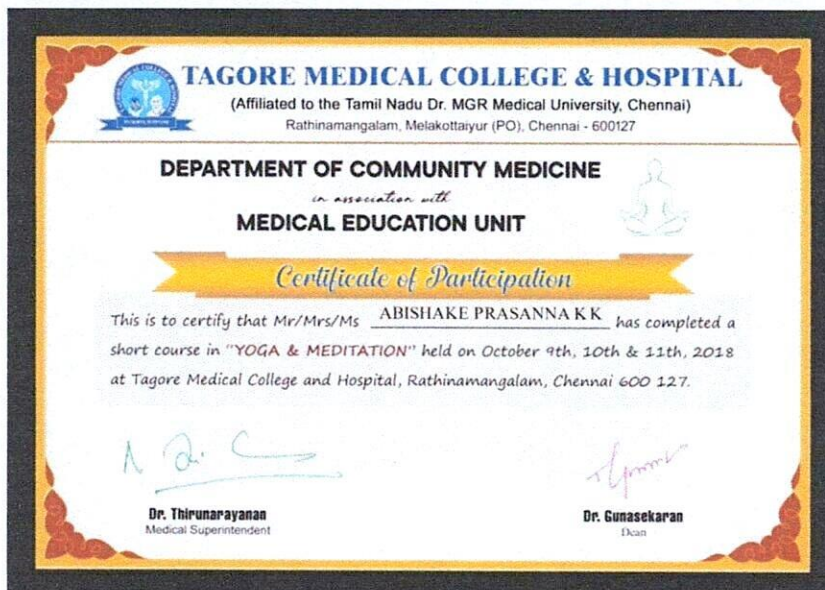 TAGORE MEDICAL COLLEGE & HOSPITAL
(Affiliated to the Tamil Nadu Dr. MGR Medical University, Chennai)
Rathinamangalam, Melakottaiyur (PO), Chennai - 600127
DEPARTMENT OF COMMUNITY MEDICINE
in association with
MEDICAL EDUCATION UNIT
Certificate of Participation
This is to certify that Mr/Mrs/Ms ABISHAKE PRASANNA K K has completed a
short course in "YOGA & MEDITATION" held on October 9th, 10th & 11th, 2018
at Tagore Medical College and Hospital, Rathinamangalam, Chennai 600 127.
Dr. Thirunarayanan
Medical Superintendent
Dr. Gunasekaran
Dean